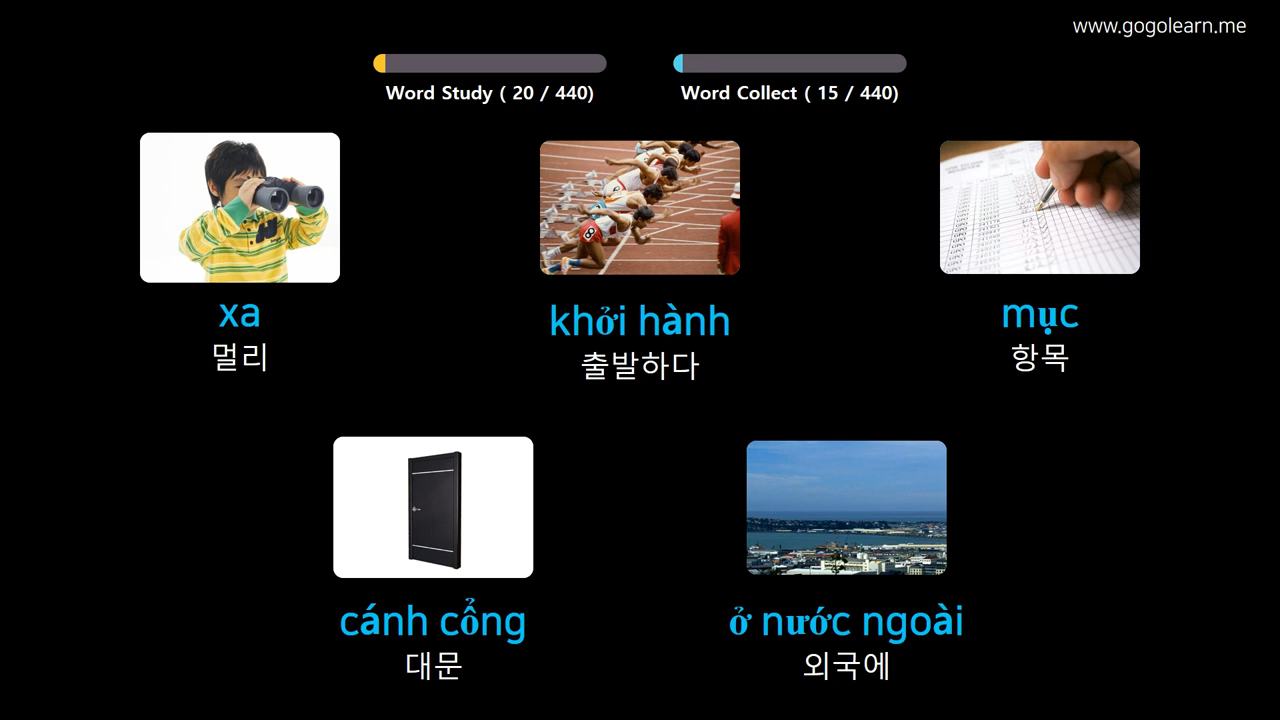 www.gogolearn.me
Word Study ( 20 / 440)
Word Collect ( 15 / 440)
xa
멀리
khởi hành
출발하다
mục
항목
cánh cổng
대문
ở nước ngoài
외국에